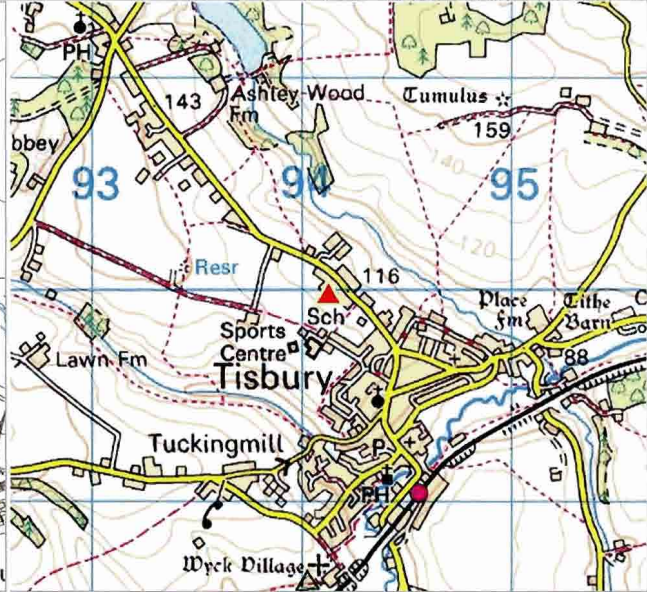 PH
143
Ashley-Wood
Fm
Tumulus
159
bbey
93
94
95
140
120
Resr
116
Sch
Place
Fm
Tithe
Barn
88
Sports
Centre
Lawn Fm
Tisbury
Tuckingmill
P
PH
Wyck Village